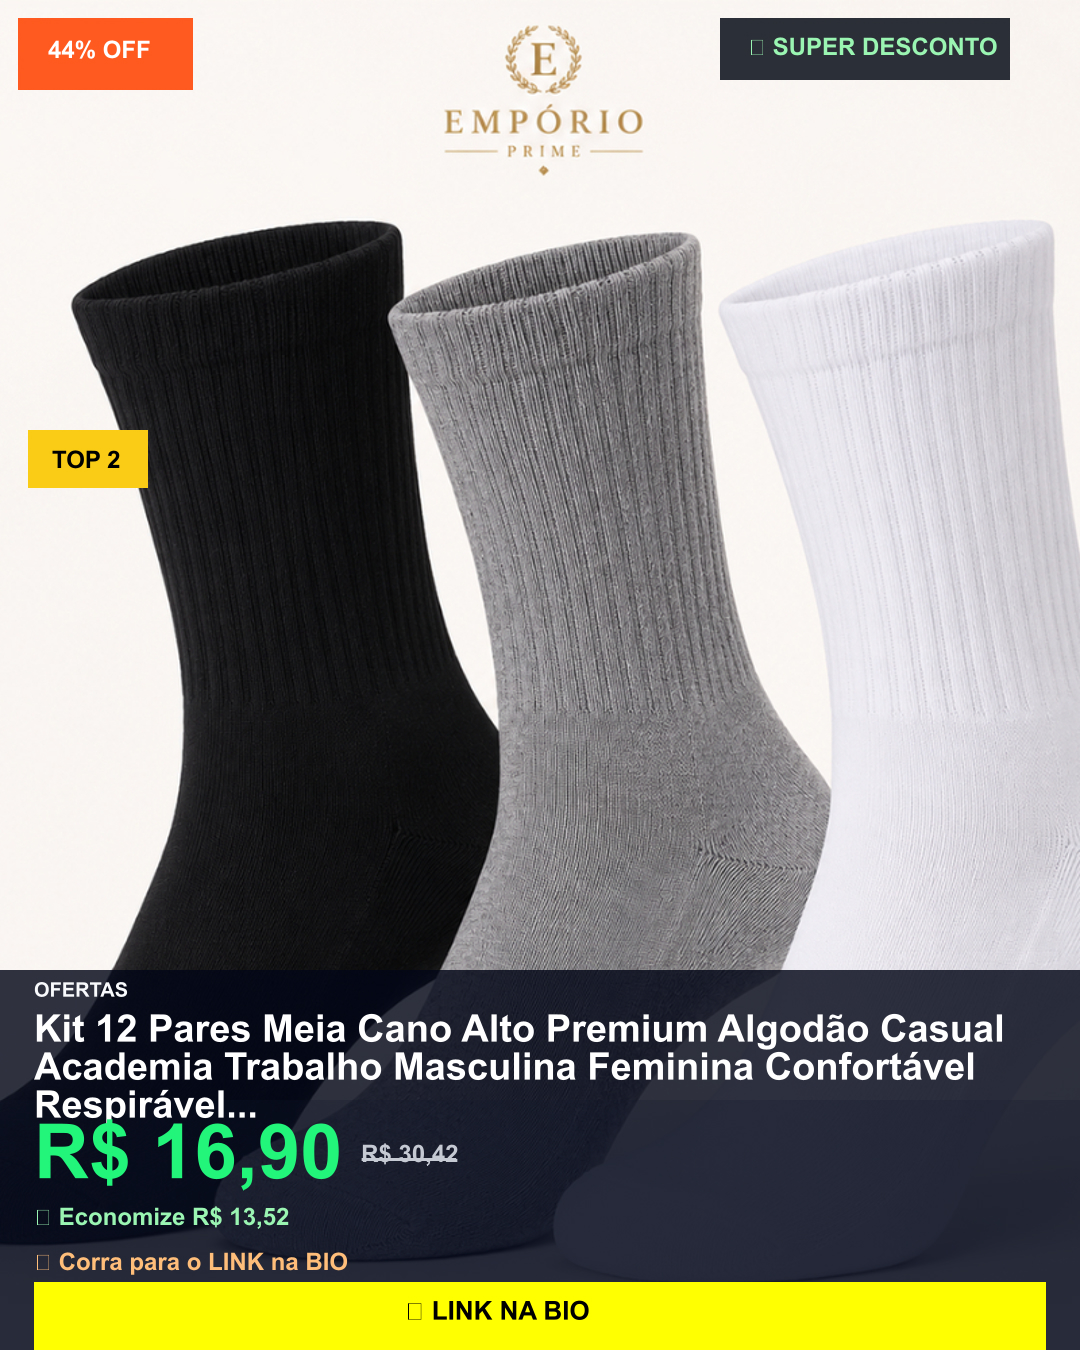 44% OFF
SUPER DESCONTO
E
EMPÓRIO
PRIME
TOP 2
OFERTAS
Kit 12 Pares Meia Cano Alto Premium Algodão Casual
Academia Trabalho Masculina Feminina Confortável
Respirável...
R$ 16,90 R$ 30,42
Economize R$ 13,52
Corra para o LINK na BIO
LINK NA BIO